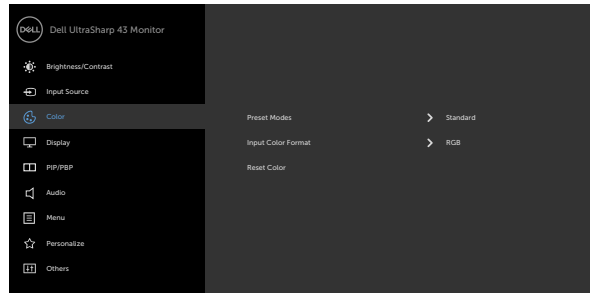 DELL
Dell UltraSharp 43 Monitor
Brightness/Contrast
Input Source
Color
Preset Modes Standard
Display
Input Color Format RGB
PIP/PBP
Reset Color
Audio
Menu
Personalize
Others